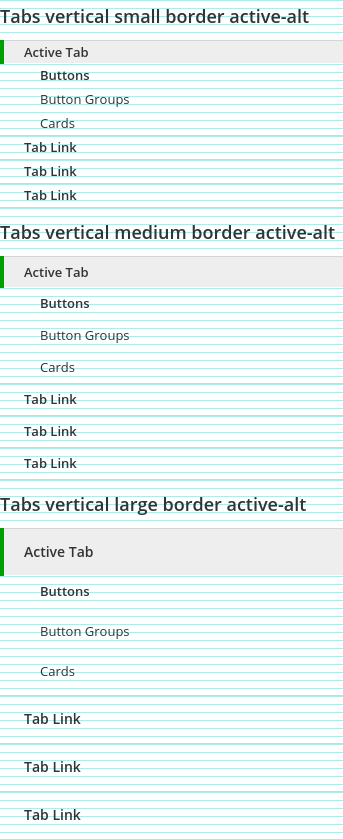 Tabs vertical small border active-alt
Active Tab
Buttons
Button Groups
Cards
Tab Link
Tab Link
Tab Link
Tabs vertical medium border active-alt
Active Tab
Buttons
Button Groups
Cards
Tab Link
Tab Link
Tab Link
Tabs vertical large border active-alt
Active Tab
Buttons
Button Groups
Cards
Tab Link
Tab Link
Tab Link